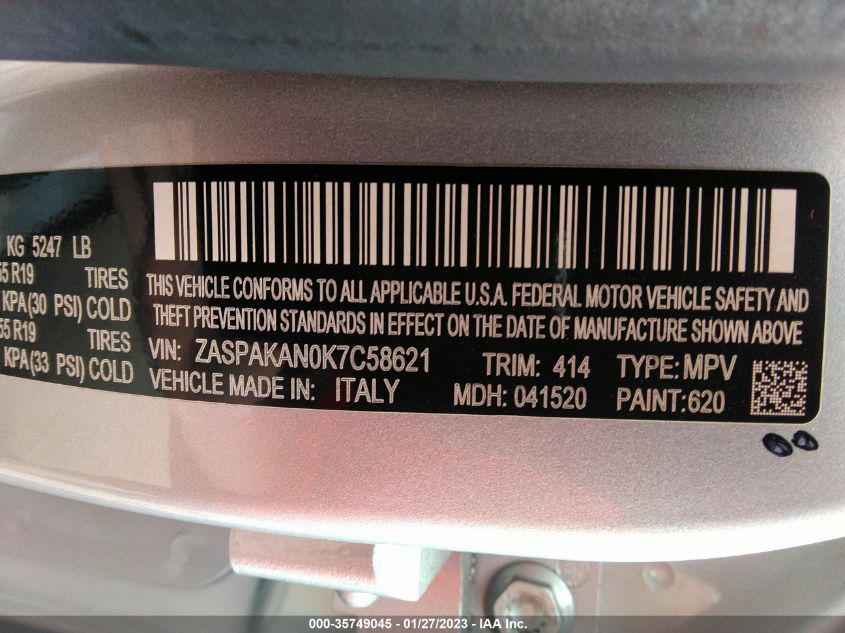 KG 5247 LB
55 R19 TIRES
KPA(30 PSI) COLD
55 R19 TIRES
KPA(33 PSI) COLD
THIS VEHICLE CONFORMS TO ALL APPLICABLE U.S.A. FEDERAL MOTOR VEHICLE SAFETY AND
THEFT PREVENTION STANDARDS IN EFFECT ON THE DATE OF MANUFACTURE SHOWN ABOVE
VIN: ZASPAKAN0K7C58621 TRIM: 414 TYPE: MPV
VEHICLE MADE IN: ITALY MDH: 041520 PAINT:620
000-35749045 - 01/27/2023 - IAA Inc.